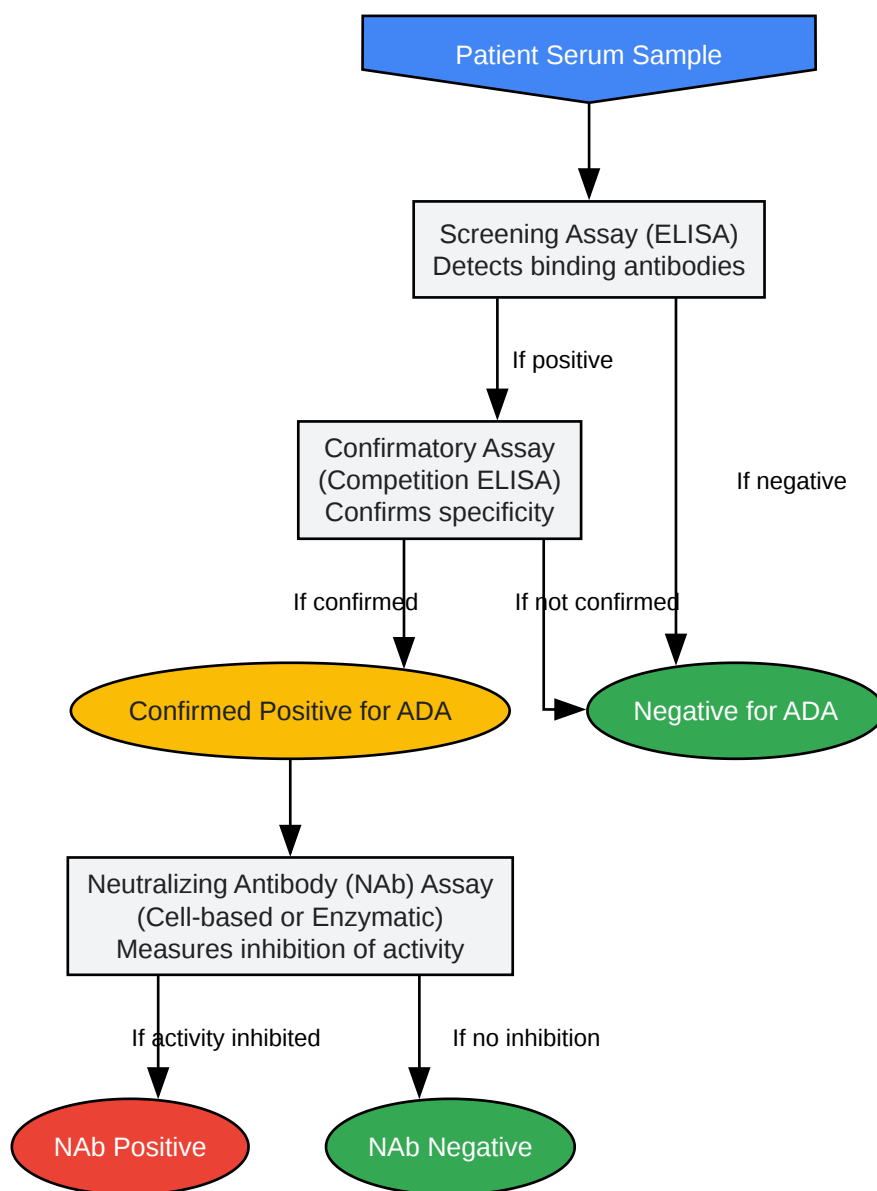 Patient Serum Sample
Screening Assay (ELISA)
Detects binding antibodies
If positive
If negative
Confirmatory Assay
(Competition ELISA)
Confirms specificity
If confirmed
If not confirmed
Confirmed Positive for ADA
Negative for ADA
Neutralizing Antibody (NAb) Assay
(Cell-based or Enzymatic)
Measures inhibition of activity
If activity inhibited
If no inhibition
NAb Positive
NAb Negative